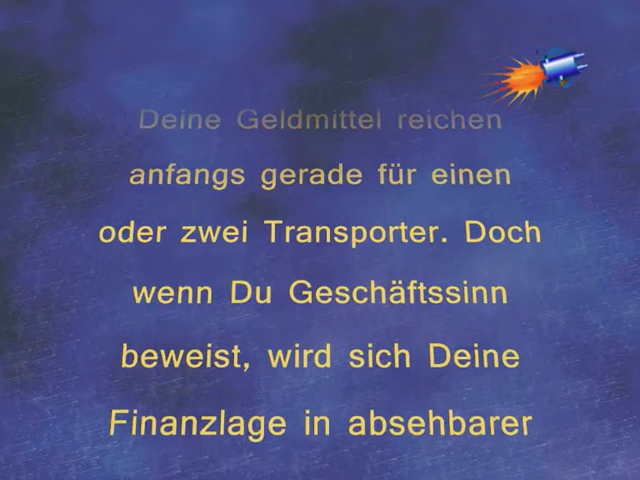 Deine Geldmittel reichen
anfangs gerade für einen
oder zwei Transporter. Doch
wenn Du Geschäftssinn
beweist, wird sich Deine
Finanzlage in absehbarer